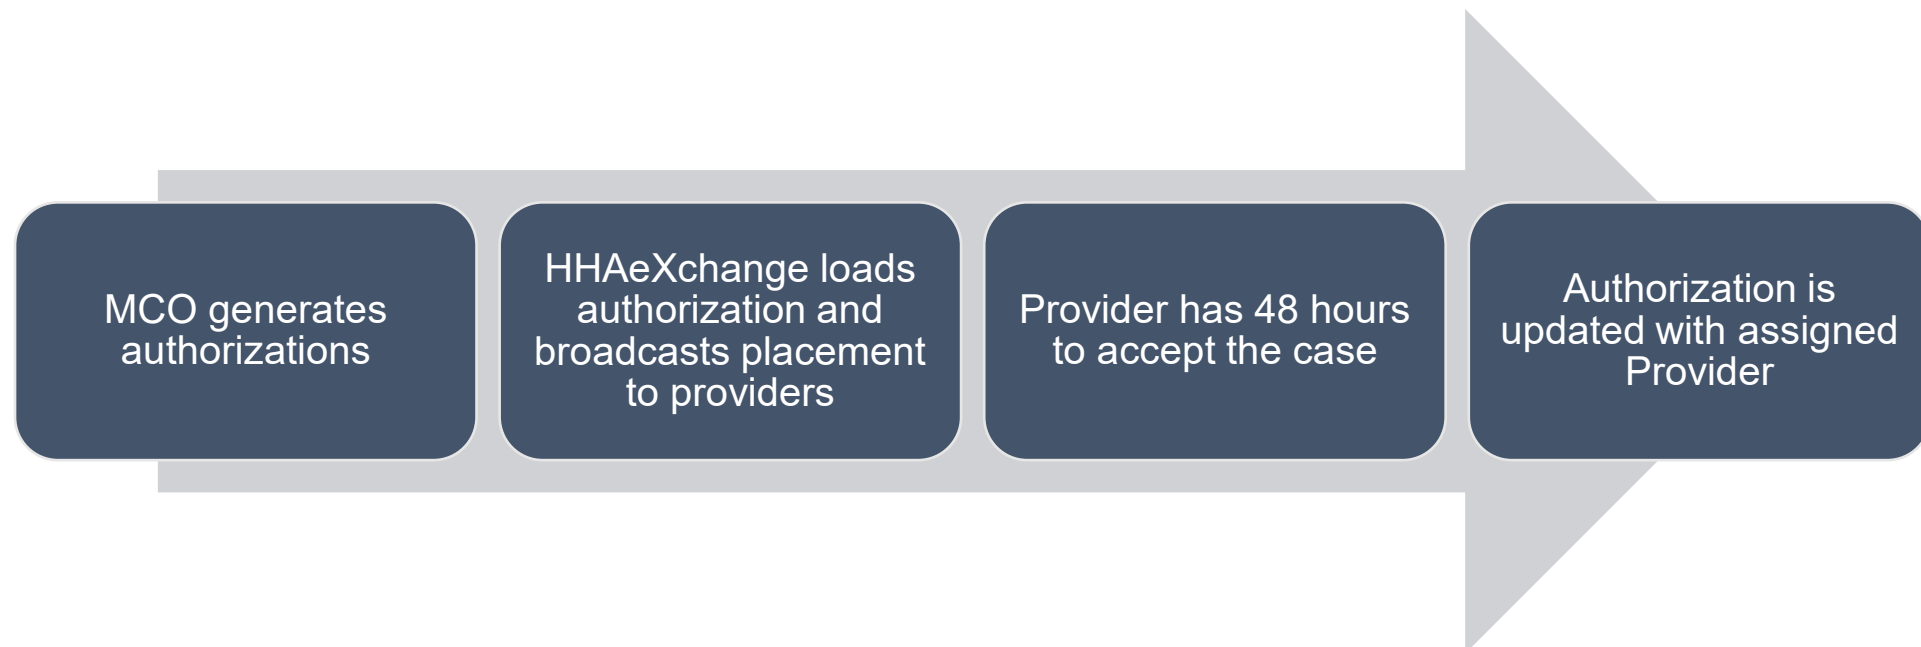 MCO generates
authorizations
HHAeXchange loads
authorization and
broadcasts placement
to providers
Provider has 48 hours
to accept the case
Authorization is
updated with assigned
Provider